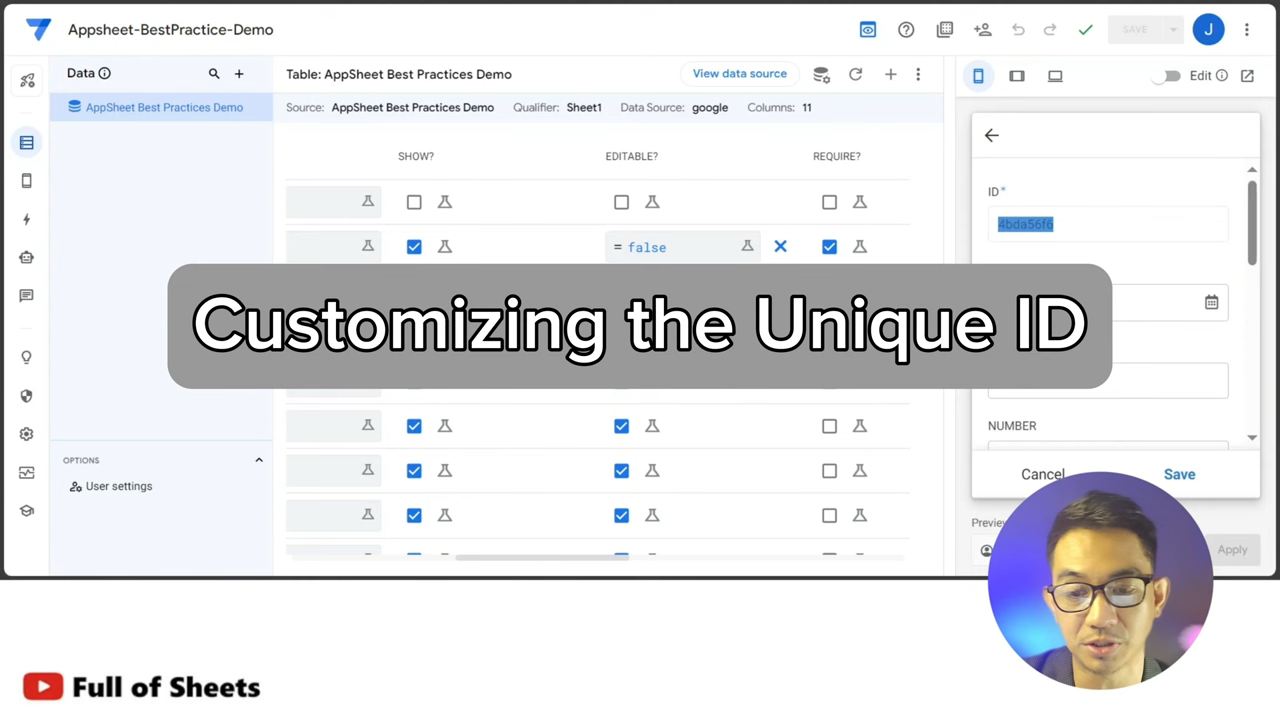 Appsheet-BestPractice-Demo
SAVE
J
Data
Table: AppSheet Best Practices Demo
View data source
Edit
AppSheet Best Practices Demo
Source: AppSheet Best Practices Demo Qualifier: Sheet1 Data Source: google Columns: 11
SHOW? EDITABLE? REQUIRE?
ID*
4bda56f6
= false
Customizing the Unique ID
NUMBER
OPTIONS
User settings
Cancel Save
Preview
Apply
Full of Sheets